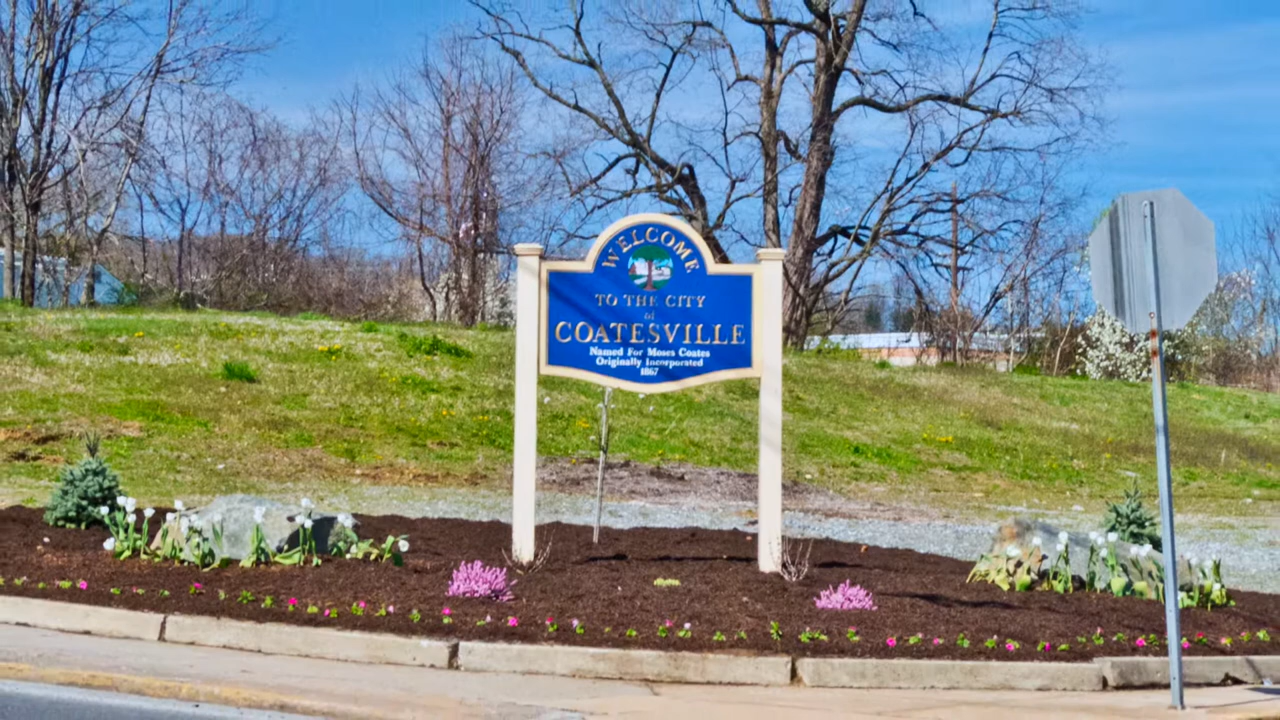 WELCOME
TO THE CITY
of
COATESVILLE
Named For Moses Coates
Originally Incorporated
1867